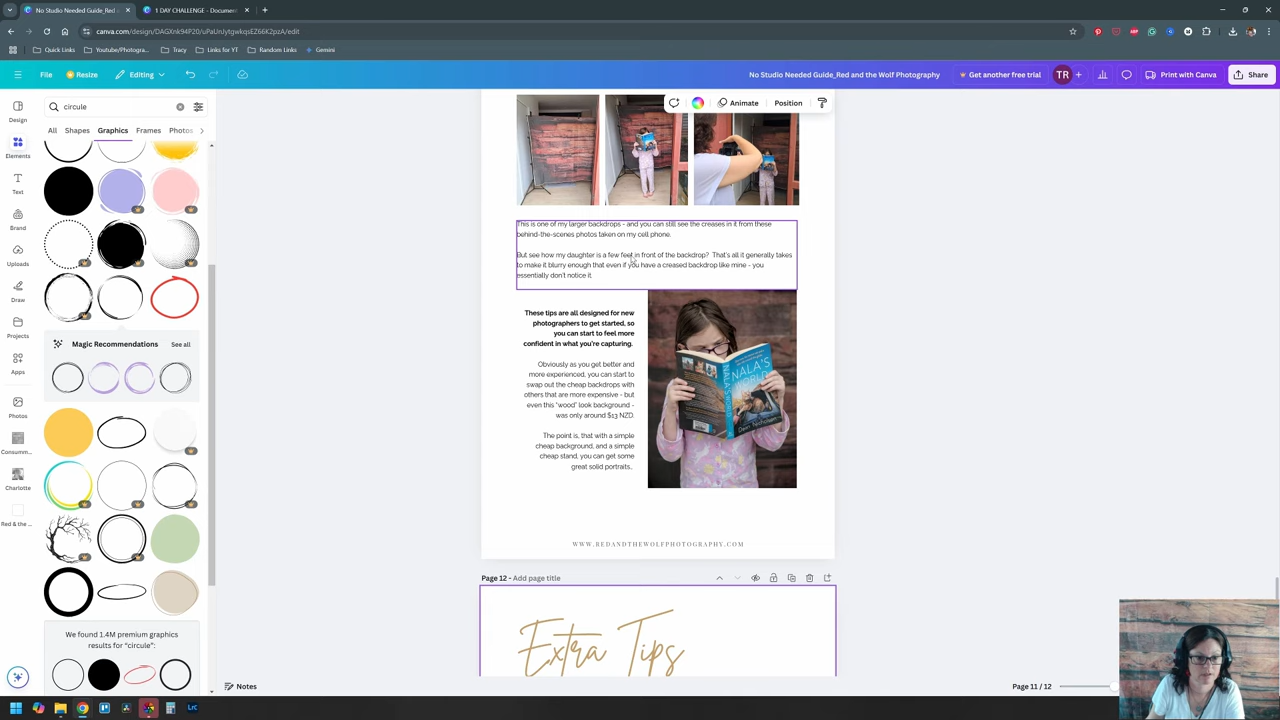 No Studio Needed Guide_Red
1 DAY CHALLENGE - Document
canva.com/design/DAGXnk94P20/uPaUnJytgwkqsEZ66K2pzA/edit
Quick Links
Youtube/Photogra...
Tracy
Links for YT
Random Links
Gemini
File
Resize
Editing
No Studio Needed Guide_Red and the Wolf Photography
Get another free trial
TR
Print with Canva
Share
Design
Elements
Text
Brand
Uploads
Draw
Projects
Apps
Photos
Consumm...
Charlotte
Red & the ...
circule
All
Shapes
Graphics
Frames
Photos
Magic Recommendations
See all
We found 1.4M premium graphics
results for "circule":
Animate
Position
This is one of my larger backdrops - and you can still see the creases in it from these
behind-the-scenes photos taken on my cell phone.
But see how my daughter is a few feet in front of the backdrop? That's all it generally takes
to make it blurry enough that even if you have a creased backdrop like mine - you
essentially don't notice it.
These tips are all designed for new
photographers to get started, so
you can start to feel more
confident in what you're capturing.
Obviously as you get better and
more experienced, you can start to
swap out the cheap backdrops with
others that are more expensive - but
even this "wood" look background -
was only around $13 NZD.
The point is, that with a simple
cheap background, and a simple
cheap stand, you can get some
great solid portraits..
NALA'S
WORLD
Dean Nicholson
WWW.REDANDTHEWOLFPHOTOGRAPHY.COM
Page 12 - Add page title
Extra Tips
Notes
Page 11 / 12
Lrc